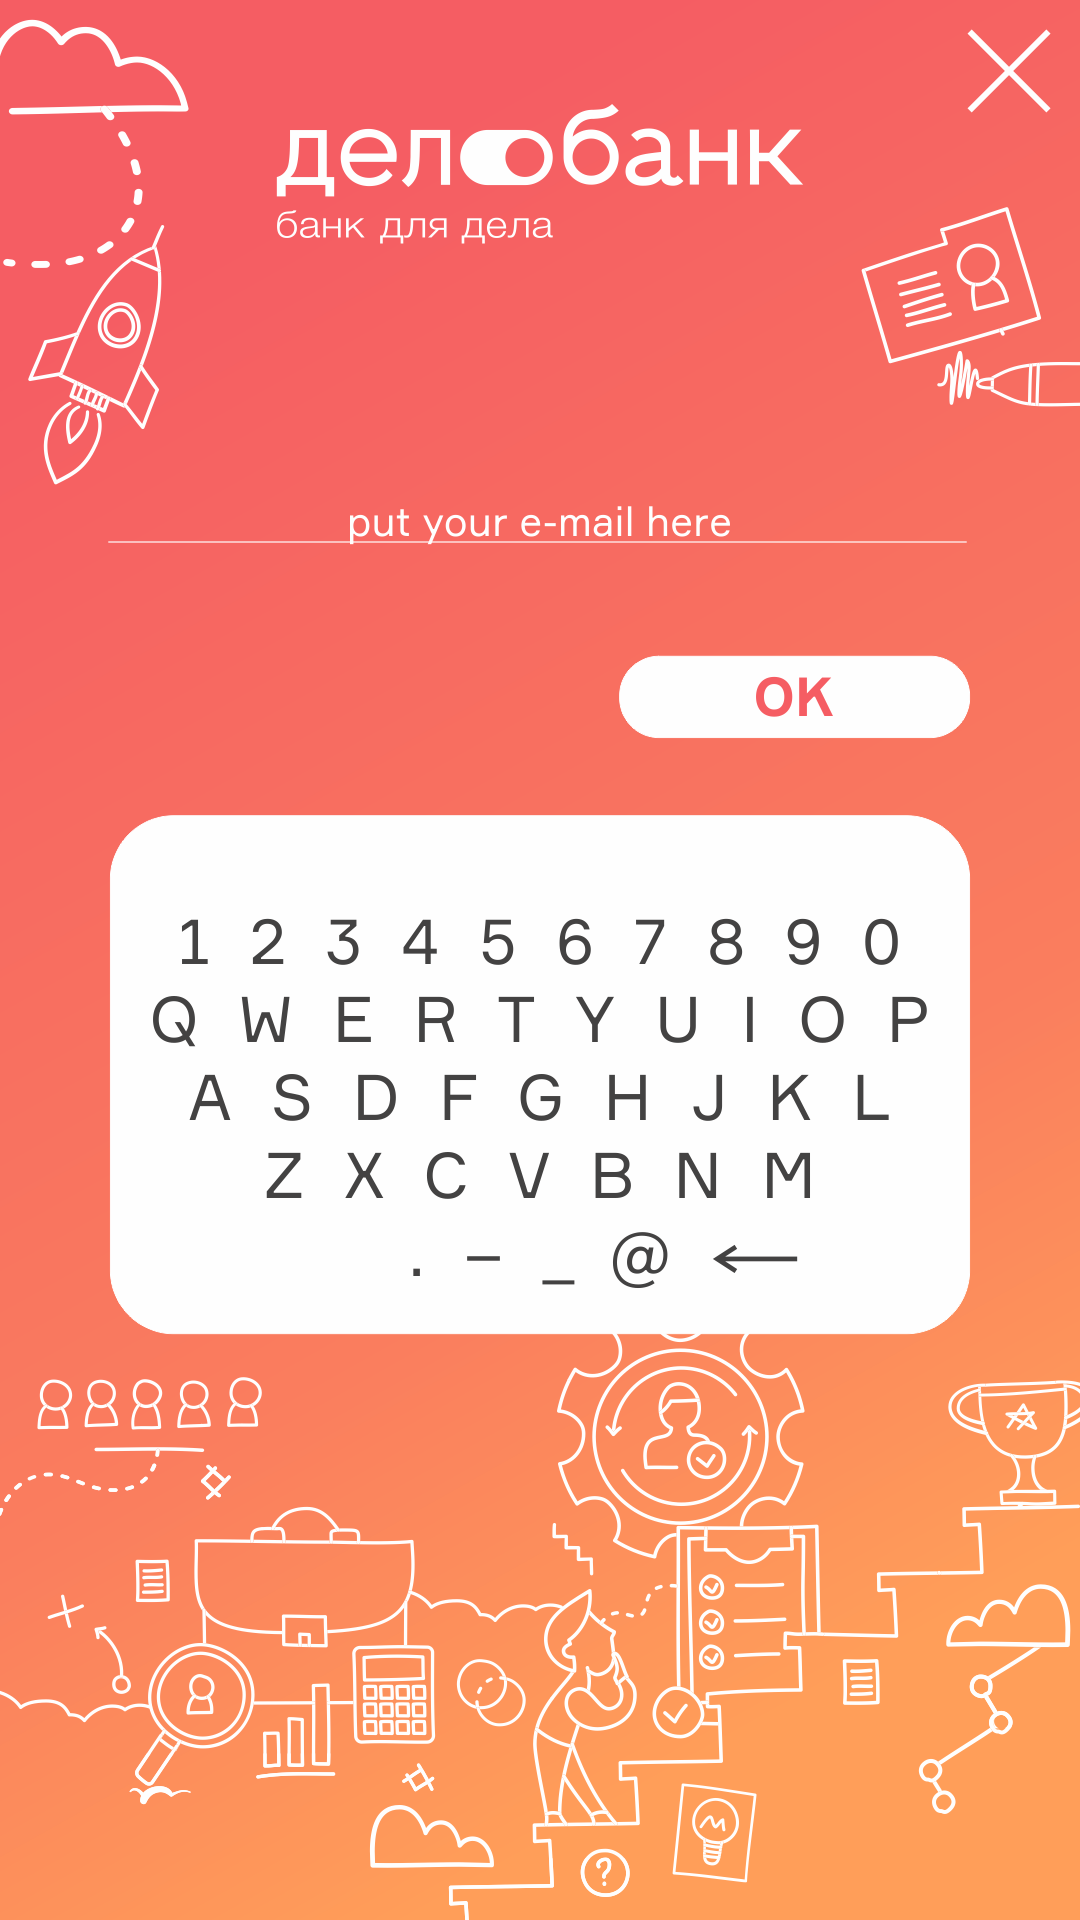 делобанк
банк для дела
put your e-mail here
OK
1 2 3 4 5 6 7 8 9 0
Q W E R T Y U I O P
A S D F G H J K L
Z X C V B N M
. – _ @ ←
?